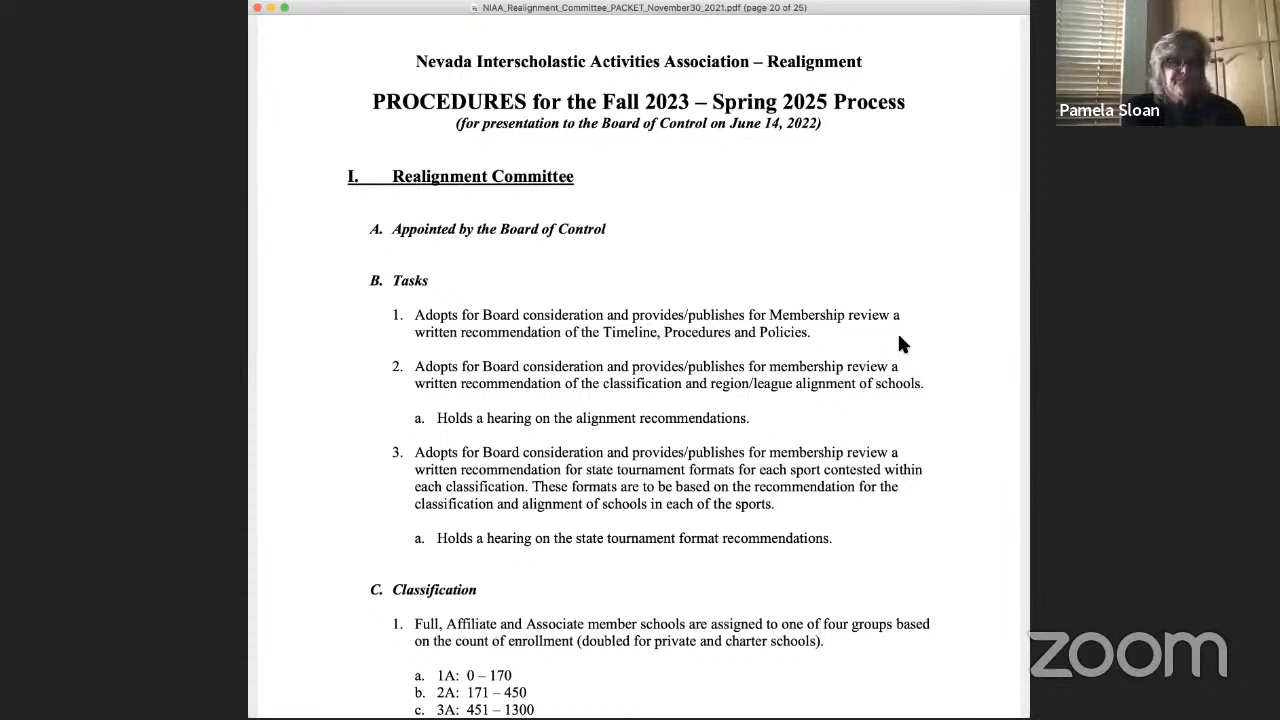 NIAA_Realignment_Committee_PACKET_November30_2021.pdf (page 20 of 25)
Nevada Interscholastic Activities Association – Realignment
PROCEDURES for the Fall 2023 – Spring 2025 Process
(for presentation to the Board of Control on June 14, 2022)
I. Realignment Committee
A. Appointed by the Board of Control
B. Tasks
1. Adopts for Board consideration and provides/publishes for Membership review a
written recommendation of the Timeline, Procedures and Policies.
2. Adopts for Board consideration and provides/publishes for membership review a
written recommendation of the classification and region/league alignment of schools.
a. Holds a hearing on the alignment recommendations.
3. Adopts for Board consideration and provides/publishes for membership review a
written recommendation for state tournament formats for each sport contested within
each classification. These formats are to be based on the recommendation for the
classification and alignment of schools in each of the sports.
a. Holds a hearing on the state tournament format recommendations.
C. Classification
1. Full, Affiliate and Associate member schools are assigned to one of four groups based
on the count of enrollment (doubled for private and charter schools).
a. 1A: 0 – 170
b. 2A: 171 – 450
c. 3A: 451 – 1300
Pamela Sloan
zoom